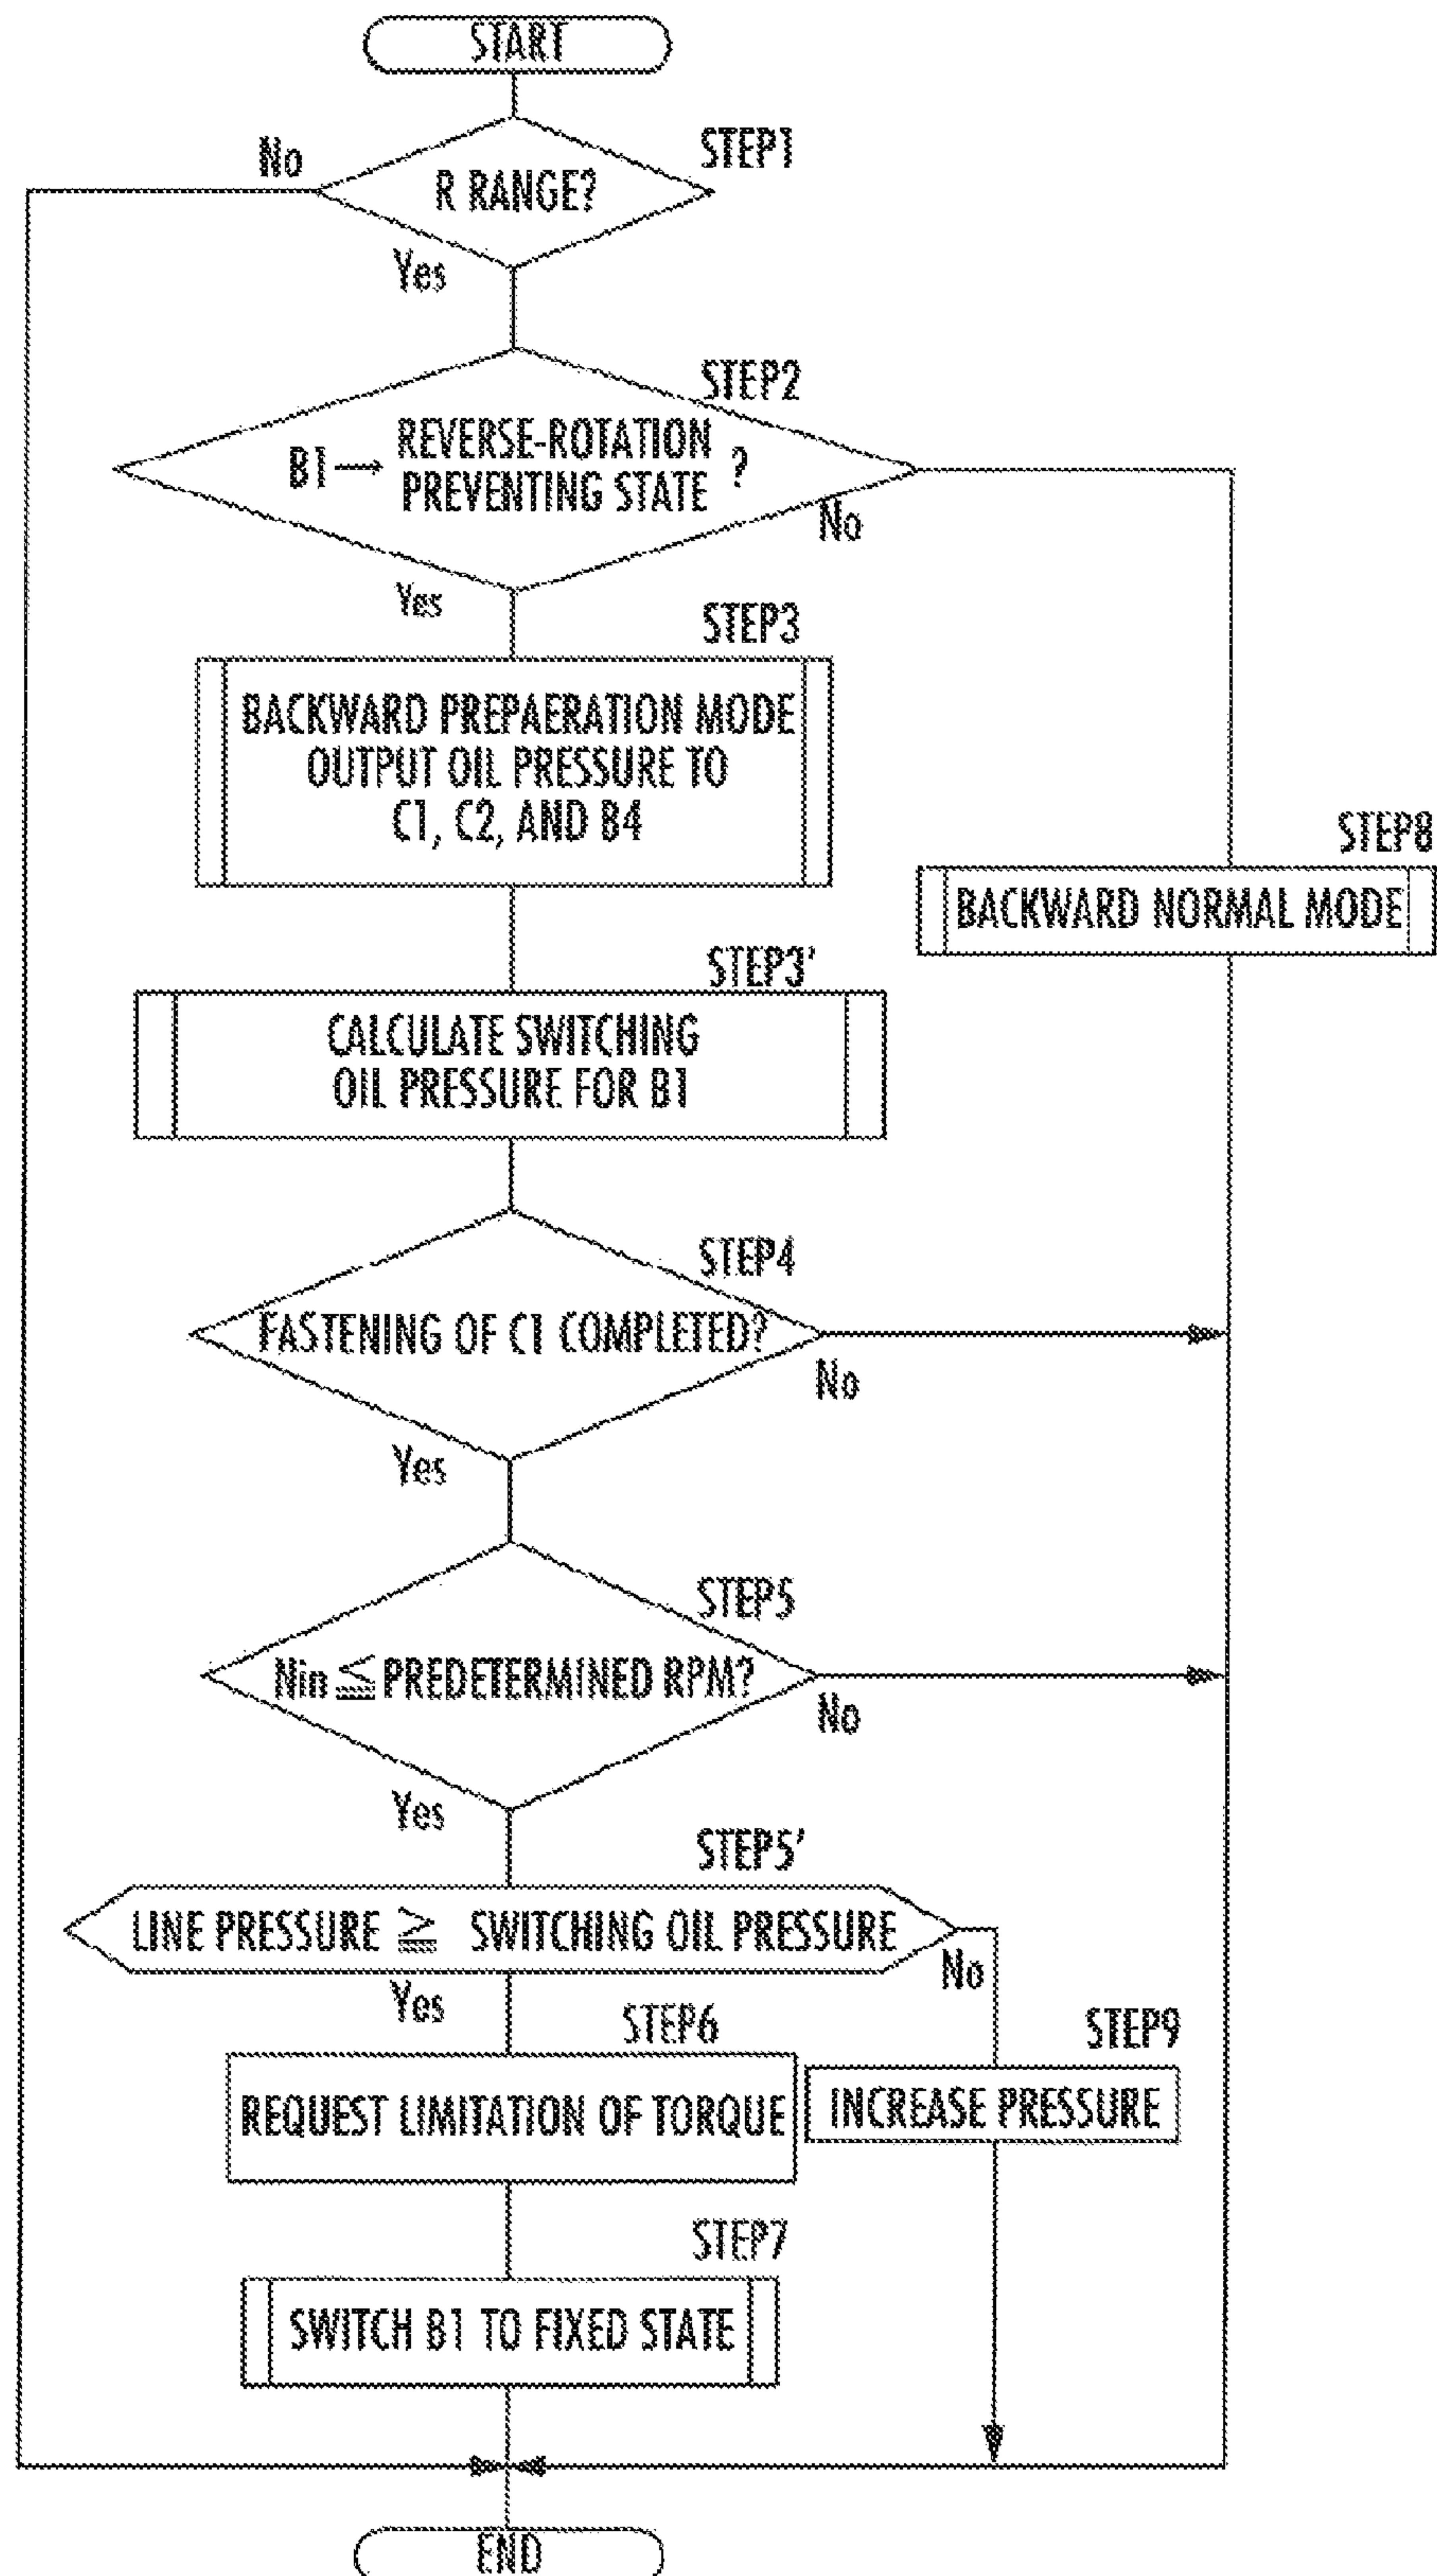 START
STEP1
No
R RANGE?
Yes
STEP2
B1→ REVERSE-ROTATION
PREVENTING STATE ?
No
Yes
STEP3
BACKWARD PREPAERATION MODE
OUTPUT OIL PRESSURE TO
C1, C2, AND B4
STEP8
BACKWARD NORMAL MODE
STEP3'
CALCULATE SWITCHING
OIL PRESSURE FOR B1
STEP4
FASTENING OF C1 COMPLETED?
No
Yes
STEP5
Nin ≦ PREDETERMINED RPM?
No
Yes
STEP5'
LINE PRESSURE ≧ SWITCHING OIL PRESSURE
No
Yes
STEP6
REQUEST LIMITATION OF TORQUE
STEP9
INCREASE PRESSURE
STEP7
SWITCH B1 TO FIXED STATE
END